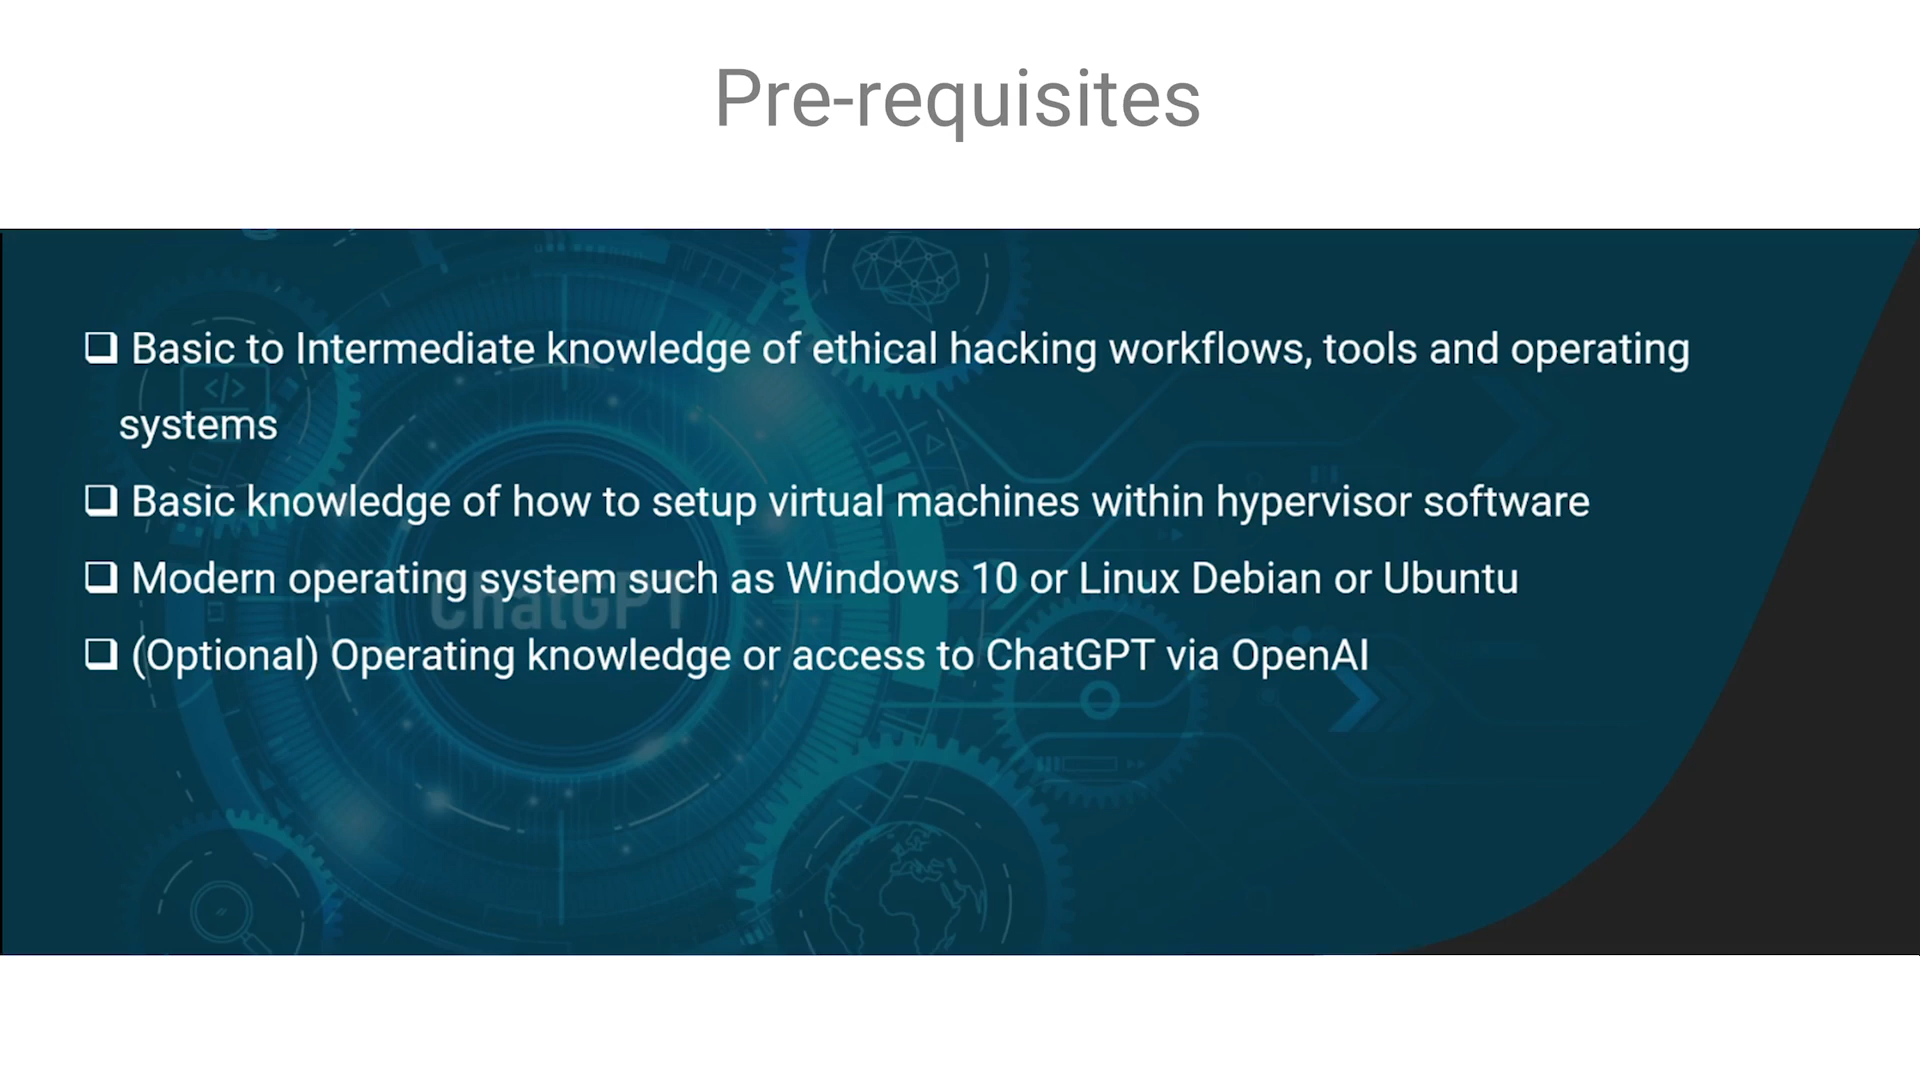 Pre-requisites
❑ Basic to Intermediate knowledge of ethical hacking workflows, tools and operating
systems
❑ Basic knowledge of how to setup virtual machines within hypervisor software
❑ Modern operating system such as Windows 10 or Linux Debian or Ubuntu
ChatGPT
❑ (Optional) Operating knowledge or access to ChatGPT via OpenAI